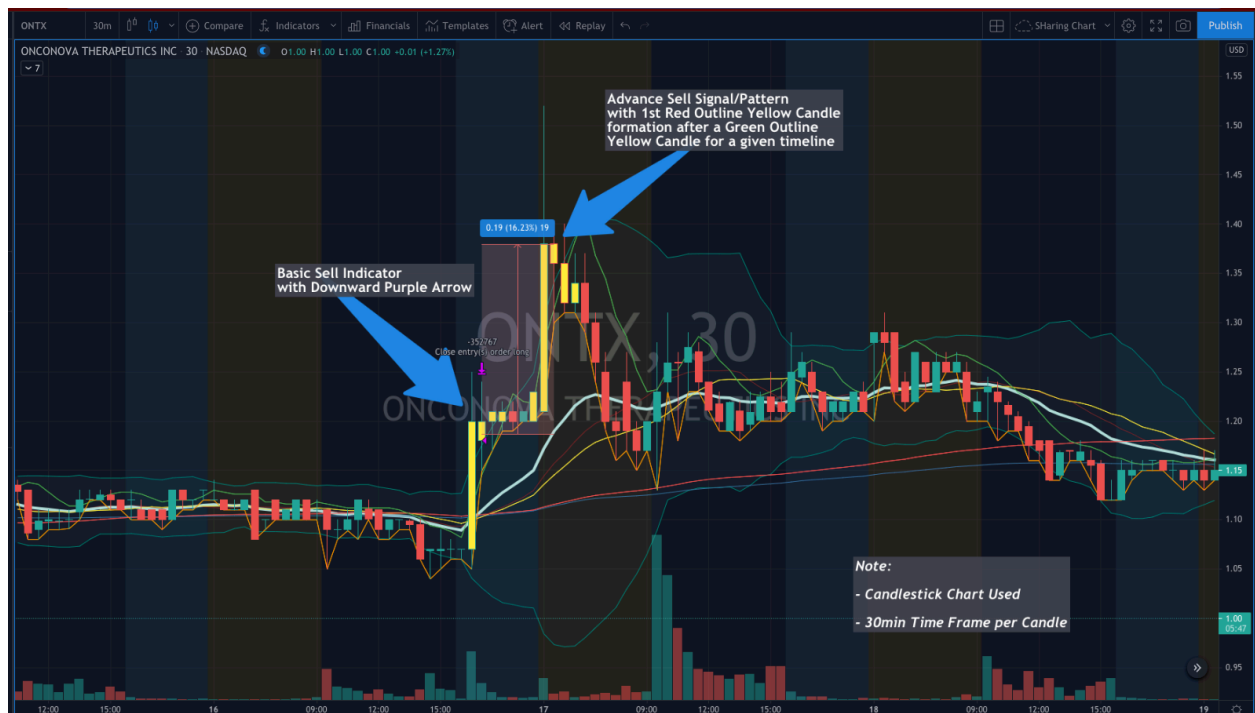 ONTX 30m Compare Indicators Financials Templates Alert Replay SHaring Chart Publish
ONCONOVA THERAPEUTICS INC 30 NASDAQ O1.00 H1.00 L1.00 C1.00 +0.01 (+1.27%)
USD
7
1.55
Advance Sell Signal/Pattern
with 1st Red Outline Yellow Candle
formation after a Green Outline
Yellow Candle for a given timeline
1.50
1.45
1.40
0.19 (16.23%) 19
1.35
Basic Sell Indicator
with Downward Purple Arrow
1.30
ONTX, 30
-352767
Close entry(s) order long
1.25
ONCONOVA THERAPEUTICS INC
1.20
1.15
1.10
1.05
Note:
- Candlestick Chart Used
- 30min Time Frame per Candle
1.00
05:47
0.95
12:00 15:00 16 09:00 12:00 15:00 17 09:00 12:00 15:00 18 09:00 12:00 15:00 19